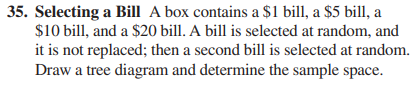 35. Selecting a Bill A box contains a $1 bill, a $5 bill, a
$10 bill, and a $20 bill. A bill is selected at random, and
it is not replaced; then a second bill is selected at random.
Draw a tree diagram and determine the sample space.